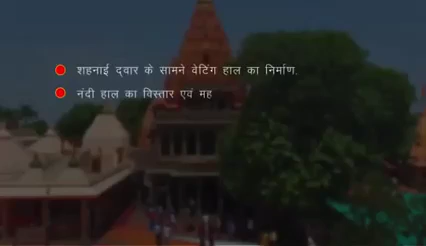 शहनाई द्वार के सामने वेटिंग हाल का निर्माण.
नंदी हाल का विस्तार एवं मह